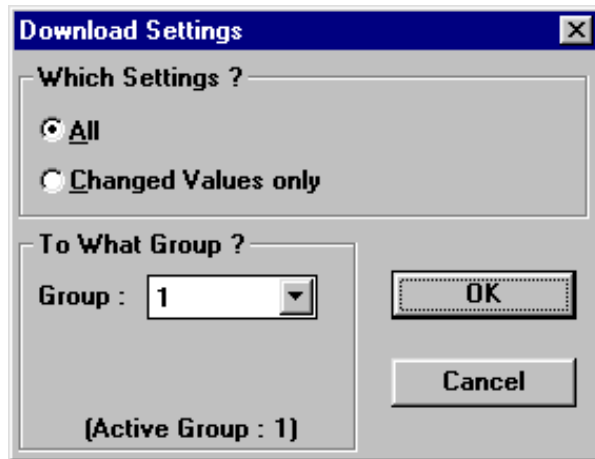 Download Settings
Which Settings ?
All
Changed Values only
To What Group ?
Group : 1
(Active Group : 1)
OK
Cancel